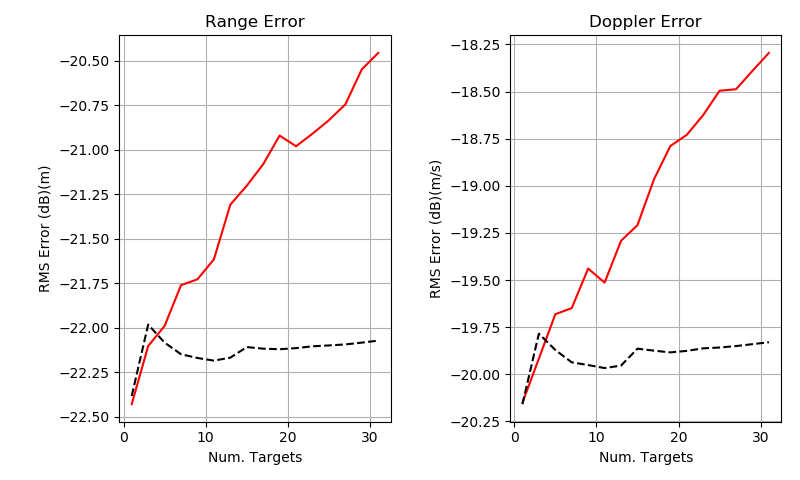 Range Error
−20.50
−20.75
−21.00
−21.25
−21.50
−21.75
−22.00
−22.25
−22.50
0 10 20 30
Num. Targets
RMS Error (dB)(m)
Doppler Error
−18.25
−18.50
−18.75
−19.00
−19.25
−19.50
−19.75
−20.00
−20.25
0 10 20 30
Num. Targets
RMS Error (dB)(m/s)